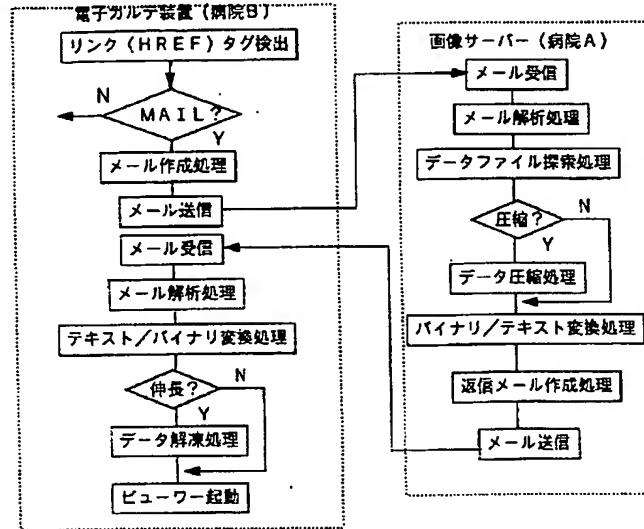 電子カルテ装置（病院B）
リンク（HREF）タグ検出
N
MAIL？
Y
メール作成処理
メール送信
メール受信
メール解析処理
テキスト／バイナリ変換処理
伸長？
N
Y
データ解凍処理
ビューワー起動
画像サーバー（病院A）
メール受信
メール解析処理
データファイル探索処理
圧縮？
N
Y
データ圧縮処理
バイナリ／テキスト変換処理
返信メール作成処理
メール送信